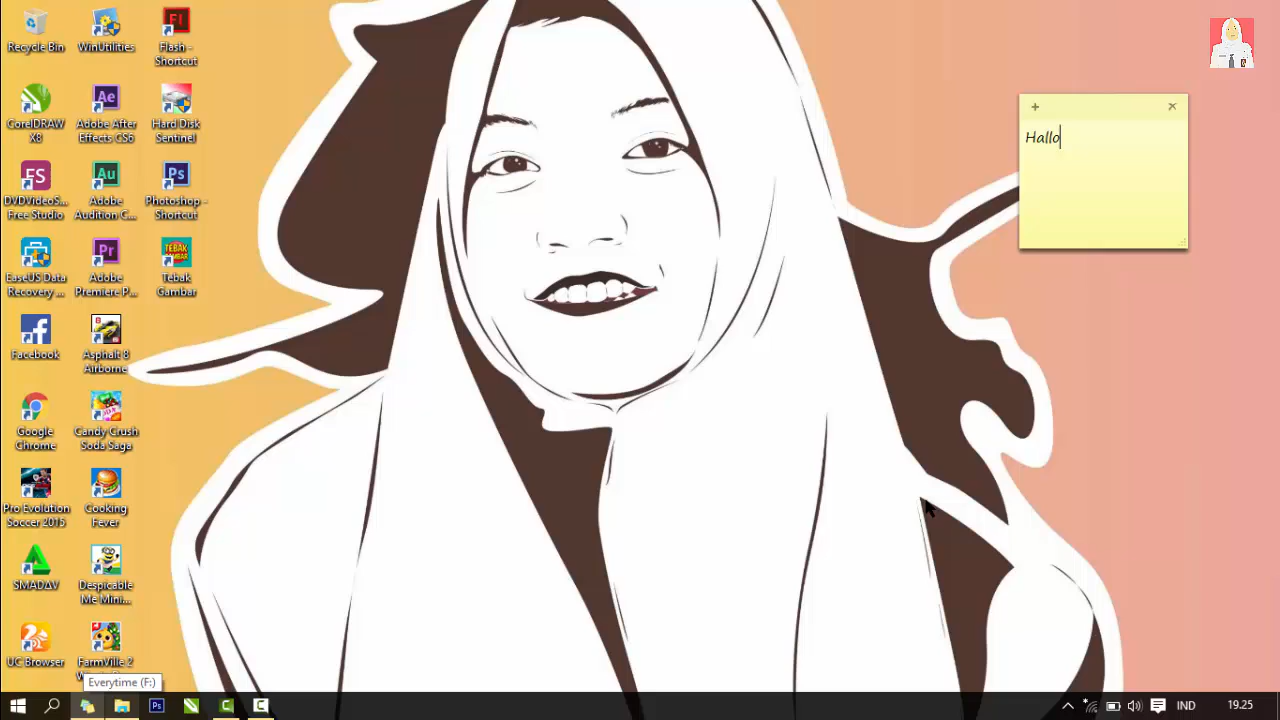 Recycle Bin
WinUtilities
Flash -
Shortcut
CorelDRAW
X8
Adobe After
Effects CS6
Hard Disk
Sentinel
DVDVideoS...
Free Studio
Adobe
Audition C...
Photoshop -
Shortcut
EaseUS Data
Recovery ...
Adobe
Premiere P...
Tebak
Gambar
Facebook
Asphalt 8
Airborne
Google
Chrome
Candy Crush
Soda Saga
Pro Evolution
Soccer 2015
Cooking
Fever
SMADΔV
Despicable
Me Mini...
UC Browser
FarmVille 2
Everytime (F:)
Hallo
IND
19.25